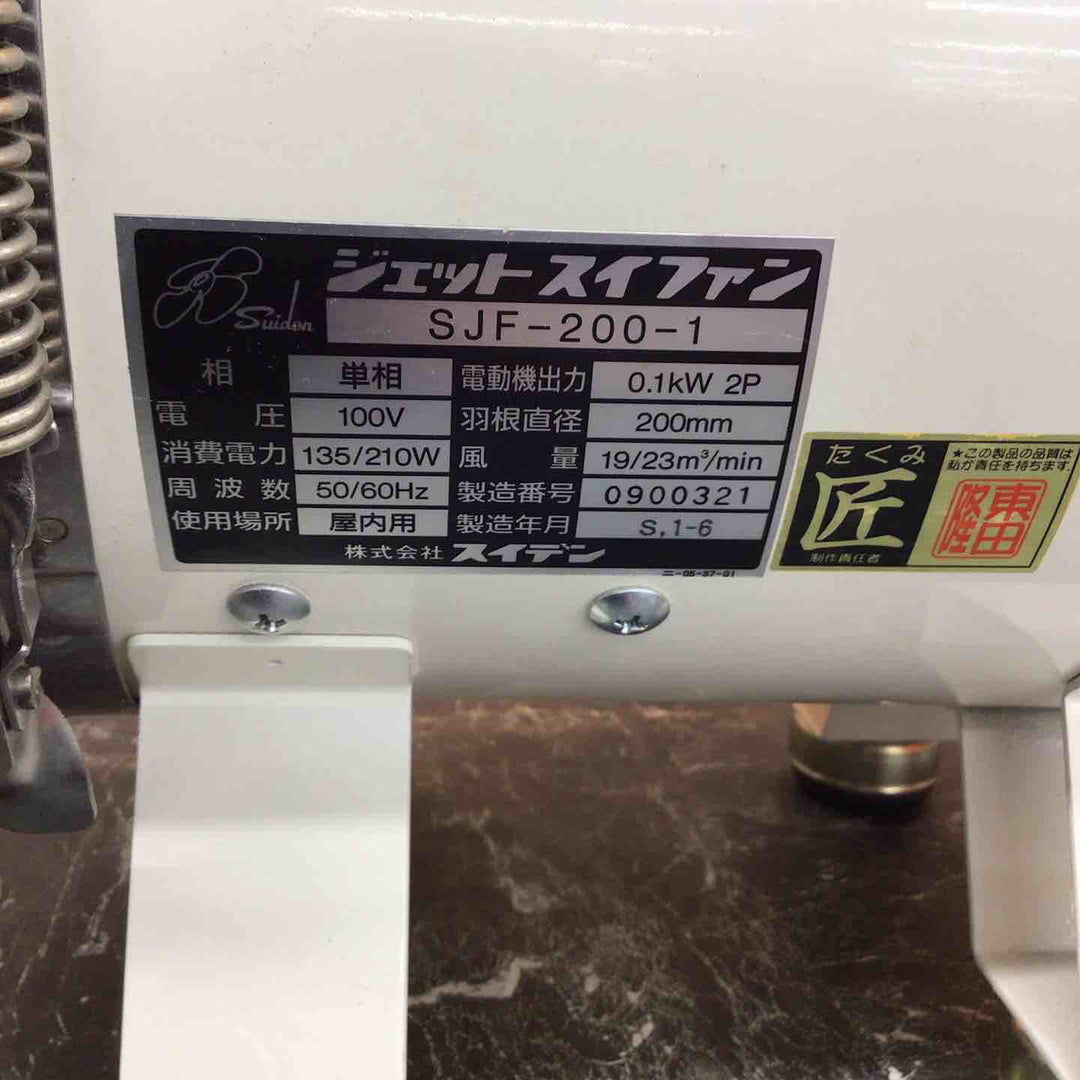 Suiden
ジェットスイファン
SJF-200-1
相 単相 電動機出力 0.1kW 2P
電圧 100V 羽根直径 200mm
消費電力 135/210W 風量 19/23m³/min
周波数 50/60Hz 製造番号 0900321
使用場所 屋内用 製造年月 S,1-6
株式会社 スイデン
ニ-05-37-01
たくみ
匠
制作責任者
★この製品の品質は
私が責任を持ちます。
東田